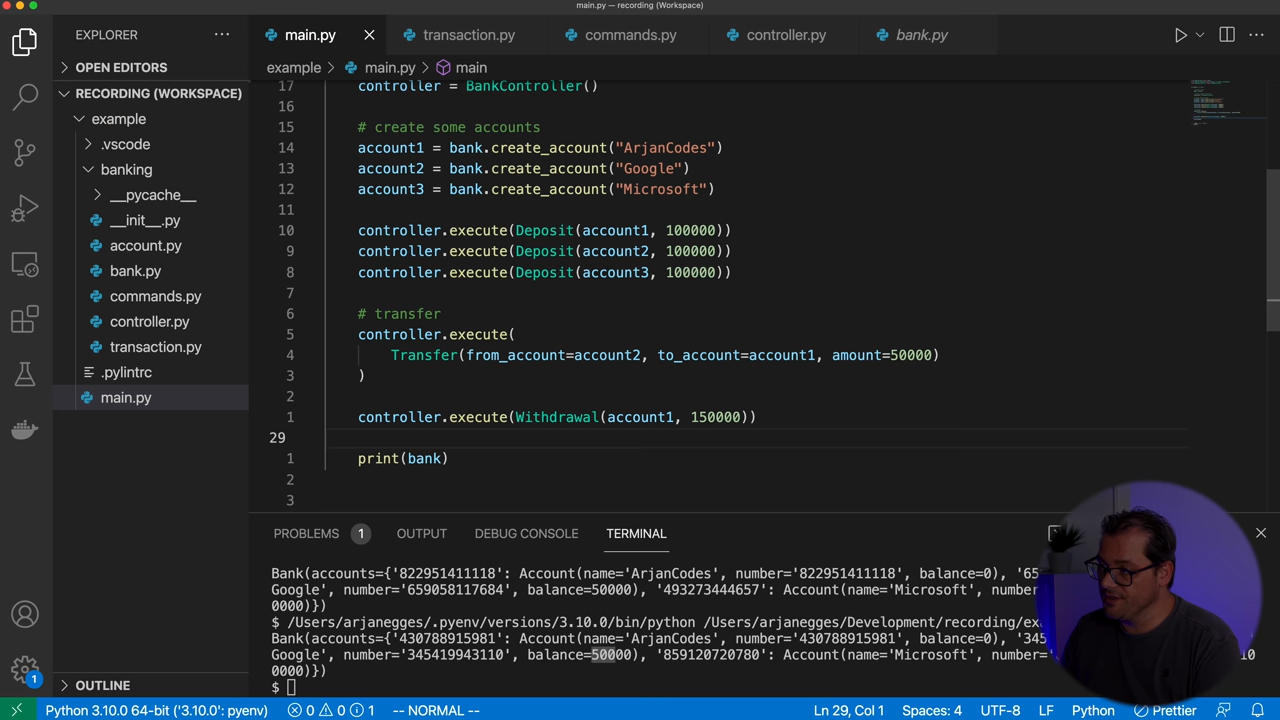 main.py — recording (Workspace)
EXPLORER
main.py
transaction.py
commands.py
controller.py
bank.py
OPEN EDITORS
RECORDING (WORKSPACE)
example
.vscode
banking
__pycache__
__init__.py
account.py
bank.py
commands.py
controller.py
transaction.py
.pylintrc
main.py
OUTLINE
example > main.py > main
17 controller = BankController()
16
15 # create some accounts
14 account1 = bank.create_account("ArjanCodes")
13 account2 = bank.create_account("Google")
12 account3 = bank.create_account("Microsoft")
11
10 controller.execute(Deposit(account1, 100000))
9 controller.execute(Deposit(account2, 100000))
8 controller.execute(Deposit(account3, 100000))
7
6 # transfer
5 controller.execute(
4 Transfer(from_account=account2, to_account=account1, amount=50000)
3 )
2
1 controller.execute(Withdrawal(account1, 150000))
29
1 print(bank)
2
3
PROBLEMS 1 OUTPUT DEBUG CONSOLE TERMINAL
Bank(accounts={'822951411118': Account(name='ArjanCodes', number='822951411118', balance=0), '65
Google', number='659058117684', balance=50000), '493273444657': Account(name='Microsoft', number='
0000)})
$ /Users/arjanegges/.pyenv/versions/3.10.0/bin/python /Users/arjanegges/Development/recording/ex
Bank(accounts={'430788915981': Account(name='ArjanCodes', number='430788915981', balance=0), '345
Google', number='345419943110', balance=50000), '859120720780': Account(name='Microsoft', number=' 10
0000)})
$
1
Python 3.10.0 64-bit ('3.10.0': pyenv) 0 0 1 -- NORMAL -- Ln 29, Col 1 Spaces: 4 UTF-8 LF Python Prettier